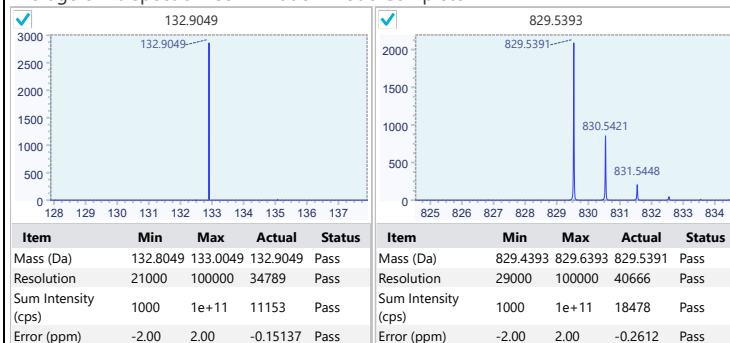 132.9049
3000
2500
2000
1500
1000
500
0
132.9049
128 129 130 131 132 133 134 135 136 137
Item Min Max Actual Status
Mass (Da) 132.8049 133.0049 132.9049 Pass
Resolution 21000 100000 34789 Pass
Sum Intensity (cps) 1000 1e+11 11153 Pass
Error (ppm) -2.00 2.00 -0.15137 Pass
829.5393
2000
1500
1000
500
0
829.5391
830.5421
831.5448
825 826 827 828 829 830 831 832 833 834
Item Min Max Actual Status
Mass (Da) 829.4393 829.6393 829.5391 Pass
Resolution 29000 100000 40666 Pass
Sum Intensity (cps) 1000 1e+11 18478 Pass
Error (ppm) -2.00 2.00 -0.2612 Pass